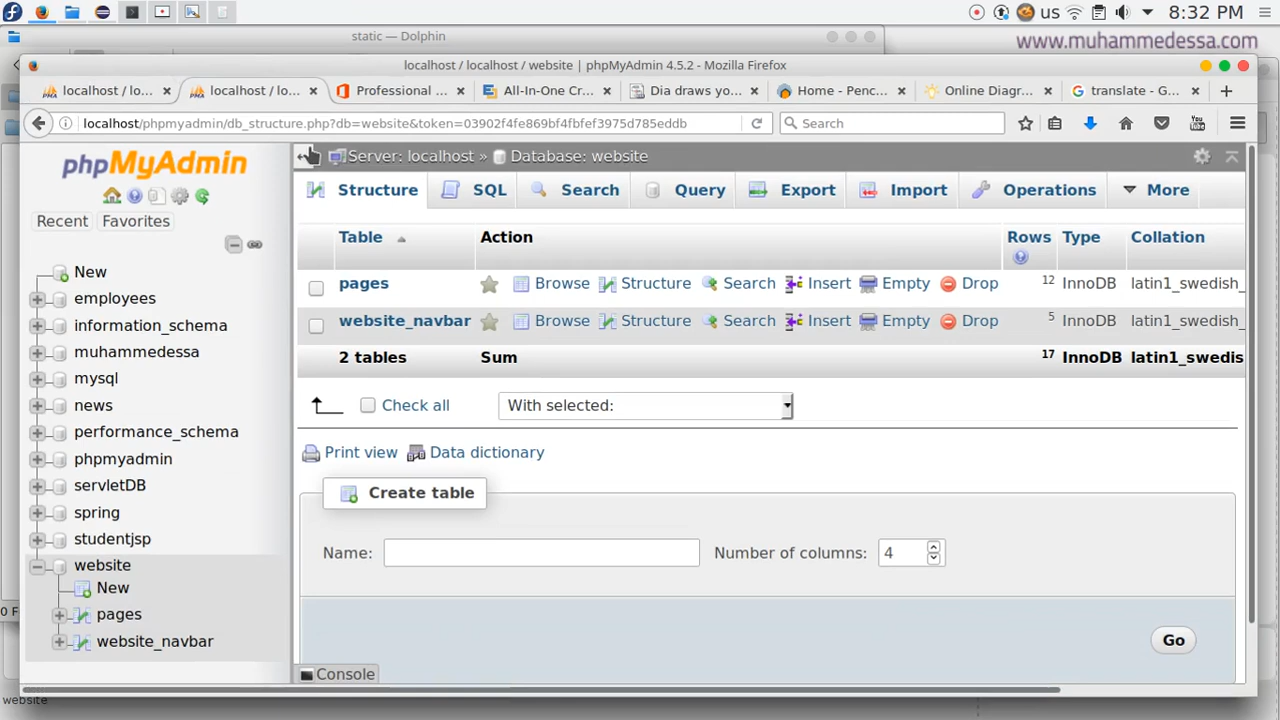 us 8:32 PM
static — Dolphin
www.muhammedessa.com
localhost / localhost / website | phpMyAdmin 4.5.2 - Mozilla Firefox
localhost / lo... × localhost / lo... × Professional ... × All-In-One Cr... × Dia draws yo... × Home - Penc... × Online Diagr... × translate - G... ×
localhost/phpmyadmin/db_structure.php?db=website&token=03902f4fe869bf4fbfef3975d785eddb Search
phpMyAdmin
Recent Favorites
New
employees
information_schema
muhammedessa
mysql
news
performance_schema
phpmyadmin
servletDB
spring
studentjsp
website
New
pages
website_navbar
Server: localhost » Database: website
Structure SQL Search Query Export Import Operations More
Table Action Rows Type Collation
pages Browse Structure Search Insert Empty Drop 12 InnoDB latin1_swedish_
website_navbar Browse Structure Search Insert Empty Drop 5 InnoDB latin1_swedish_
2 tables Sum 17 InnoDB latin1_swedis
Check all With selected:
Print view Data dictionary
Create table
Name: Number of columns: 4
Go
Console
0 F
website